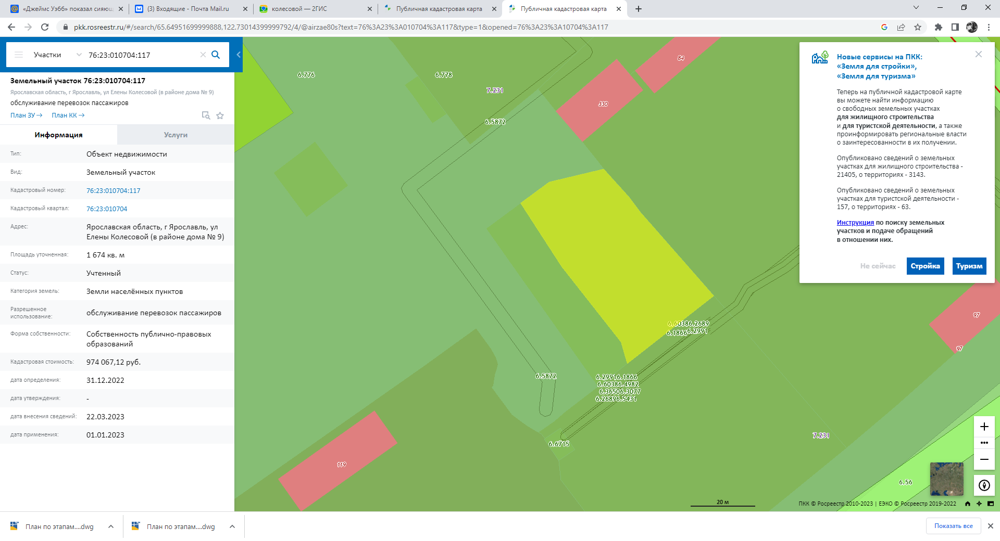 «Джеймс Уэбб» показал сияющ
(3) Входящие - Почта Mail.ru
колесовой — 2ГИС
Публичная кадастровая карта
Публичная кадастровая карта
pkk.rosreestr.ru/#/search/65.64951699999888,122.73014399999792/4/@airzae80s?text=76%3A23%3A010704%3A117&type=1&opened=76%3A23%3A10704%3A117
Участки
76:23:010704:117
Земельный участок 76:23:010704:117
Ярославская область, г Ярославль, ул Елены Колесовой (в районе дома № 9)
обслуживание перевозок пассажиров
План ЗУ → План КК →
Информация
Услуги
Тип: Объект недвижимости
Вид: Земельный участок
Кадастровый номер: 76:23:010704:117
Кадастровый квартал: 76:23:010704
Адрес: Ярославская область, г Ярославль, ул
Елены Колесовой (в районе дома № 9)
Площадь уточненная: 1 674 кв. м
Статус: Учтенный
Категория земель: Земли населённых пунктов
Разрешенное
использование: обслуживание перевозок пассажиров
Форма собственности: Собственность публично-правовых
образований
Кадастровая стоимость: 974 067,12 руб.
дата определения: 31.12.2022
дата утверждения: -
дата внесения сведений: 22.03.2023
дата применения: 01.01.2023
6.776
6.778
7.231
84
330
6.5872
6.60386.2689
6.18666.2991
97
97
6.5872
6.29916.1866
6.60386.4982
6.36506.3077
6.26896.5431
6.6715
7.231
119
6.56
Новые сервисы на ПКК:
«Земля для стройки»,
«Земля для туризма»
Теперь на публичной кадастровой карте
вы можете найти информацию
о свободных земельных участках
для жилищного строительства
и для туристской деятельности, а также
проинформировать региональные власти
о заинтересованности в их получении.
Опубликовано сведений о земельных
участках для жилищного строительства -
21405, о территориях - 3143.
Опубликовано сведений о земельных
участках для туристской деятельности -
157, о территориях - 63.
Инструкция по поиску земельных
участков и подаче обращений
в отношении них.
Не сейчас
Стройка
Туризм
20 м
ПКК © Росреестр 2010-2023 | ЕЭКО © Росреестр 2019-2022
План по этапам....dwg
План по этапам....dwg
Показать все